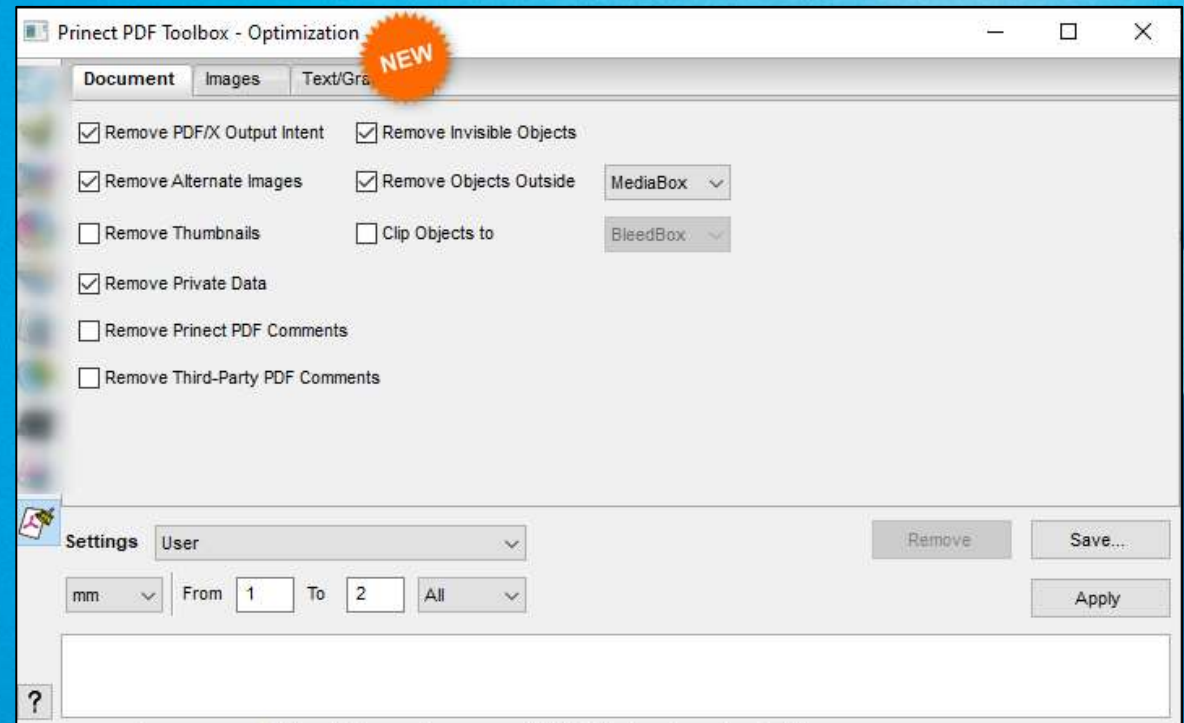 Prinect PDF Toolbox - Optimization
NEW
Document Images Text/Gra
Remove PDF/X Output Intent Remove Invisible Objects
Remove Alternate Images Remove Objects Outside MediaBox
Remove Thumbnails Clip Objects to BleedBox
Remove Private Data
Remove Prinect PDF Comments
Remove Third-Party PDF Comments
Settings User Remove Save...
mm From 1 To 2 All Apply
?